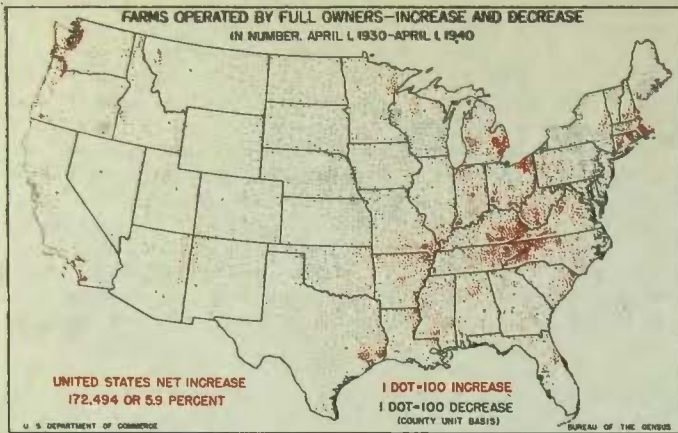 FARMS OPERATED BY FULL OWNERS-INCREASE AND DECREASE
IN NUMBER, APRIL 1, 1930-APRIL 1, 1940
UNITED STATES NET INCREASE
172,494 OR 5.9 PERCENT
1 DOT=100 INCREASE
1 DOT=100 DECREASE
(COUNTY UNIT BASIS)
U S DEPARTMENT OF COMMERCE
BUREAU OF THE CENSUS